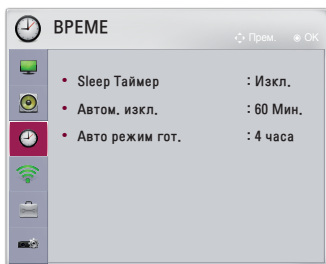 ВРЕМЕ
Прем. OK
• Sleep Таймер : Изкл.
• Автом. изкл. : 60 Мин.
• Авто режим гот. : 4 часа